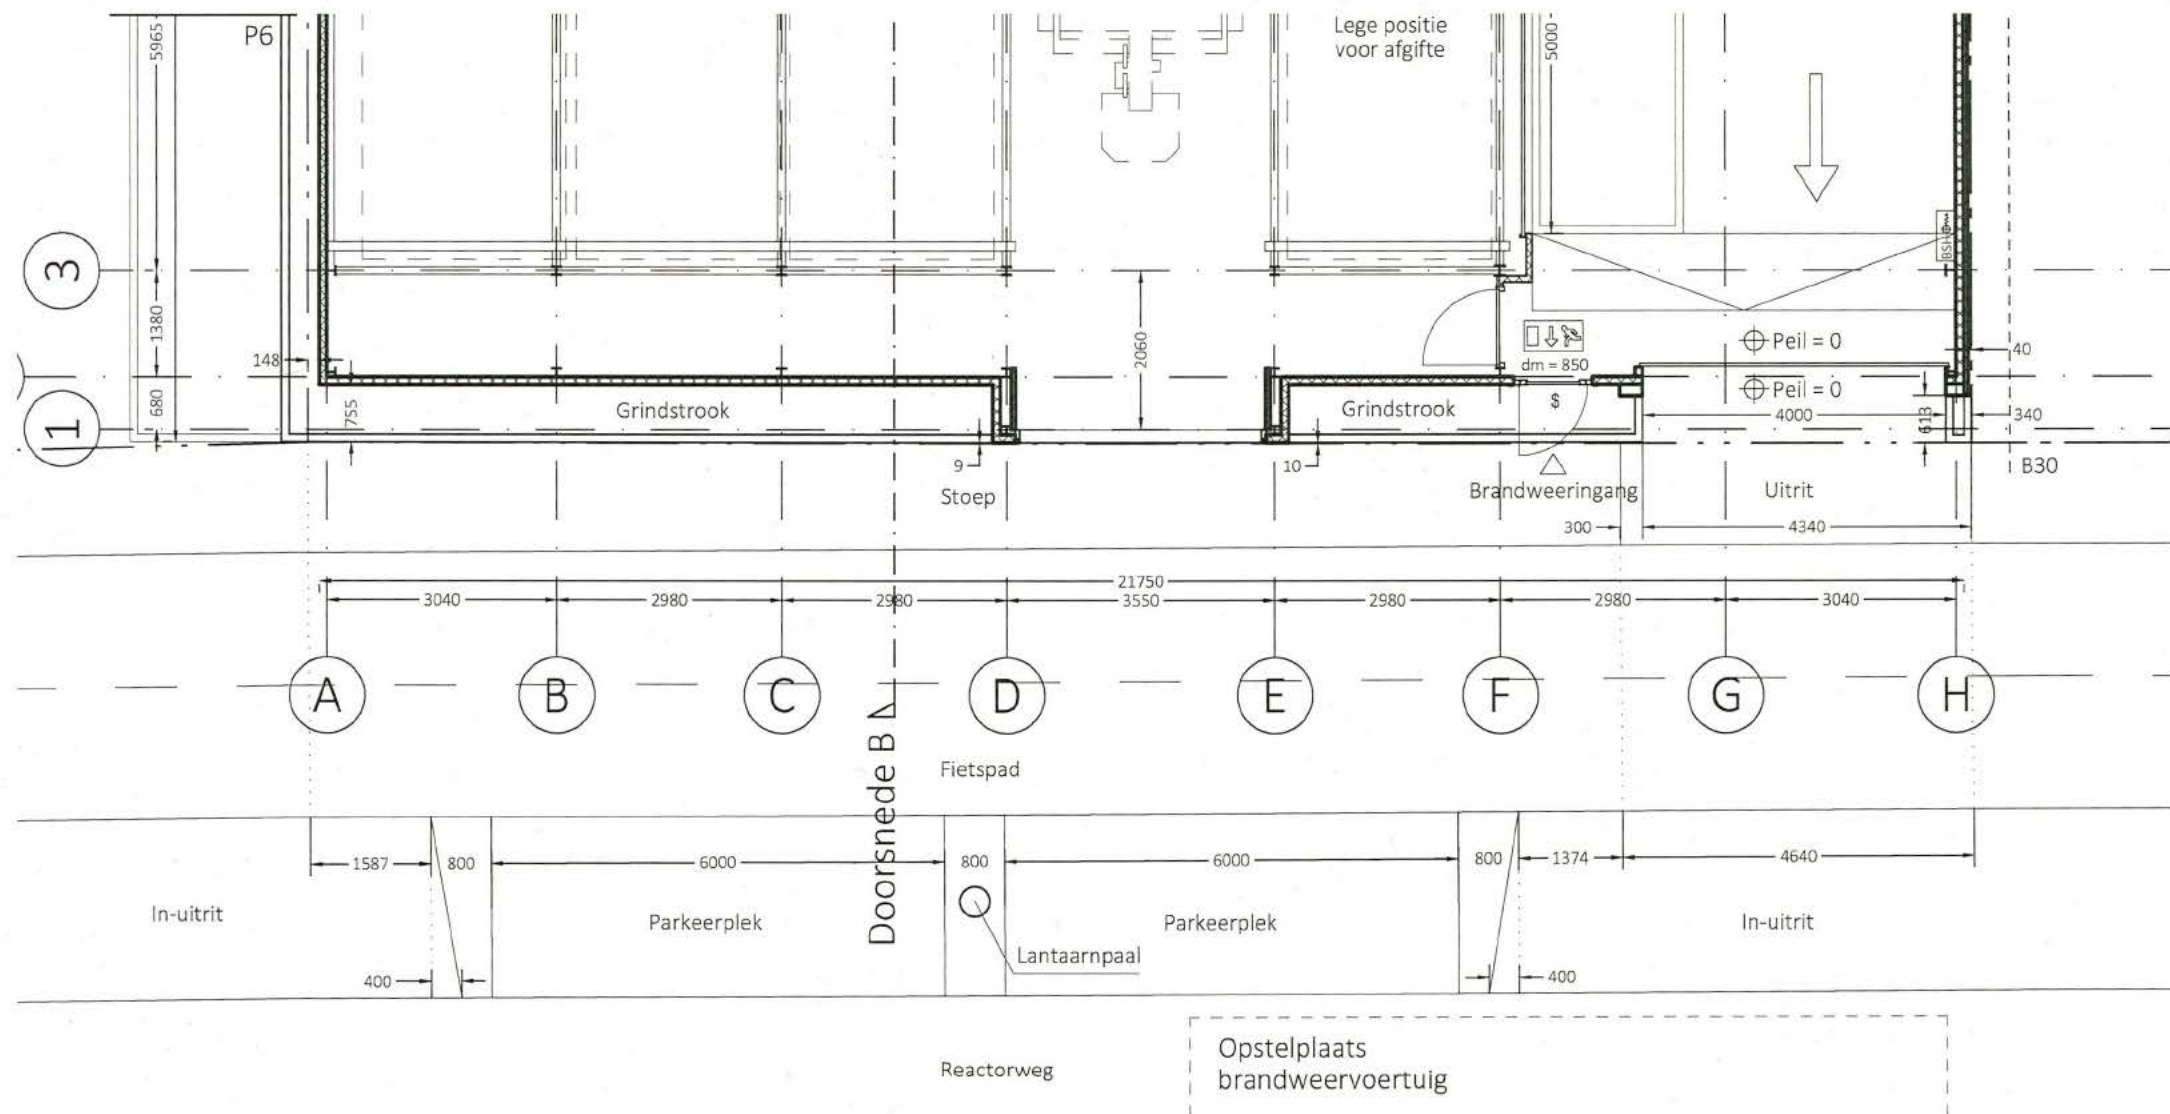 Lege positie
voor afgifte
P6
5965
5000
3
1380
2060
BSH
148
dm = 850
Peil = 0
40
680
755
Grindstrook
Grindstrook
$
Peil = 0
4000
613
340
1
9
10
B30
Stoep
Brandweeringang
Uitrit
300
4340
21750
3040
2980
2980
3550
2980
2980
3040
A
B
C
D
E
F
G
H
Doorsnede B
Fietspad
1587
800
6000
800
6000
800
1374
4640
In-uitrit
Parkeerplek
Parkeerplek
In-uitrit
Lantaarnpaal
400
400
Reactorweg
Opstelplaats
brandweervoertuig